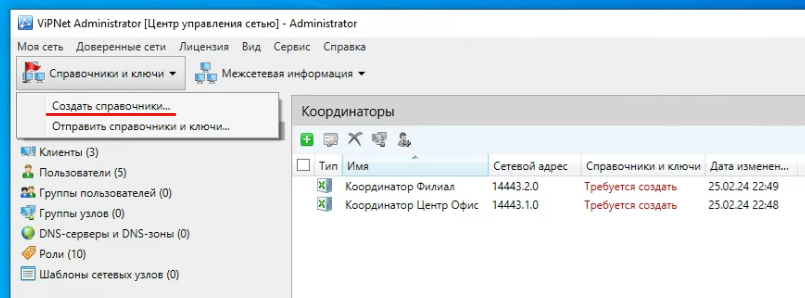 ViPNet Administrator [Центр управления сетью] - Administrator
Моя сеть Доверенные сети Лицензия Вид Сервис Справка
Справочники и ключи Межсетевая информация
Создать справочники...
Отправить справочники и ключи...
Клиенты (3)
Пользователи (5)
Группы пользователей (0)
Группы узлов (0)
DNS-серверы и DNS-зоны (0)
Роли (10)
Шаблоны сетевых узлов (0)
Координаторы
Тип Имя Сетевой адрес Справочники и ключи Дата изменен...
Координатор Филиал 14443.2.0 Требуется создать 25.02.24 22:49
Координатор Центр Офис 14443.1.0 Требуется создать 25.02.24 22:48